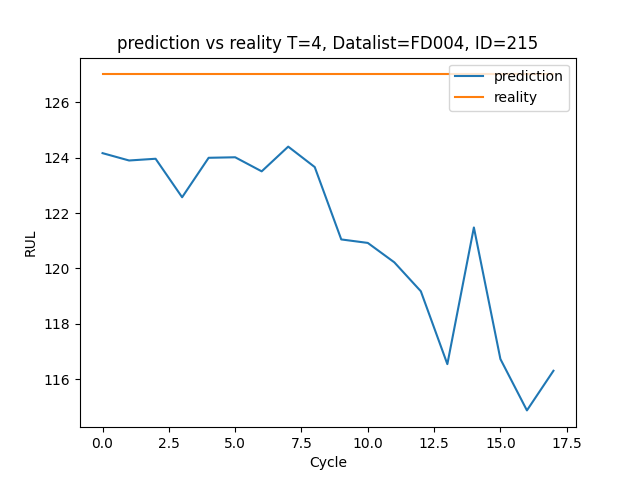 prediction vs reality T=4, Datalist=FD004, ID=215
prediction
reality
RUL
126
124
122
120
118
116
0.0 2.5 5.0 7.5 10.0 12.5 15.0 17.5
Cycle